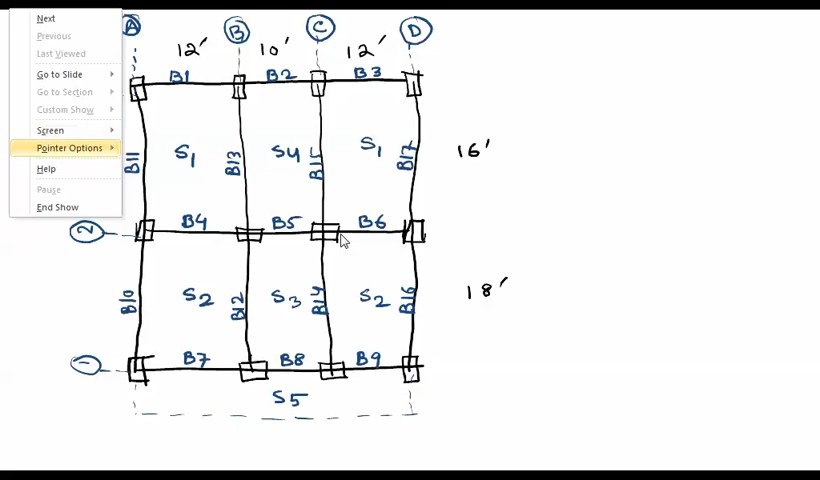 Next
Previous
Last Viewed
Go to Slide
Go to Section
Custom Show
Screen
Pointer Options
Help
Pause
End Show
A B C D
12' 10' 12'
B1 B2 B3
B11 S1 B13 S4 B15 S1 B17 16'
2 B4 B5 B6
B10 S2 B12 S3 B14 S2 B16 18'
1 B7 B8 B9
S5